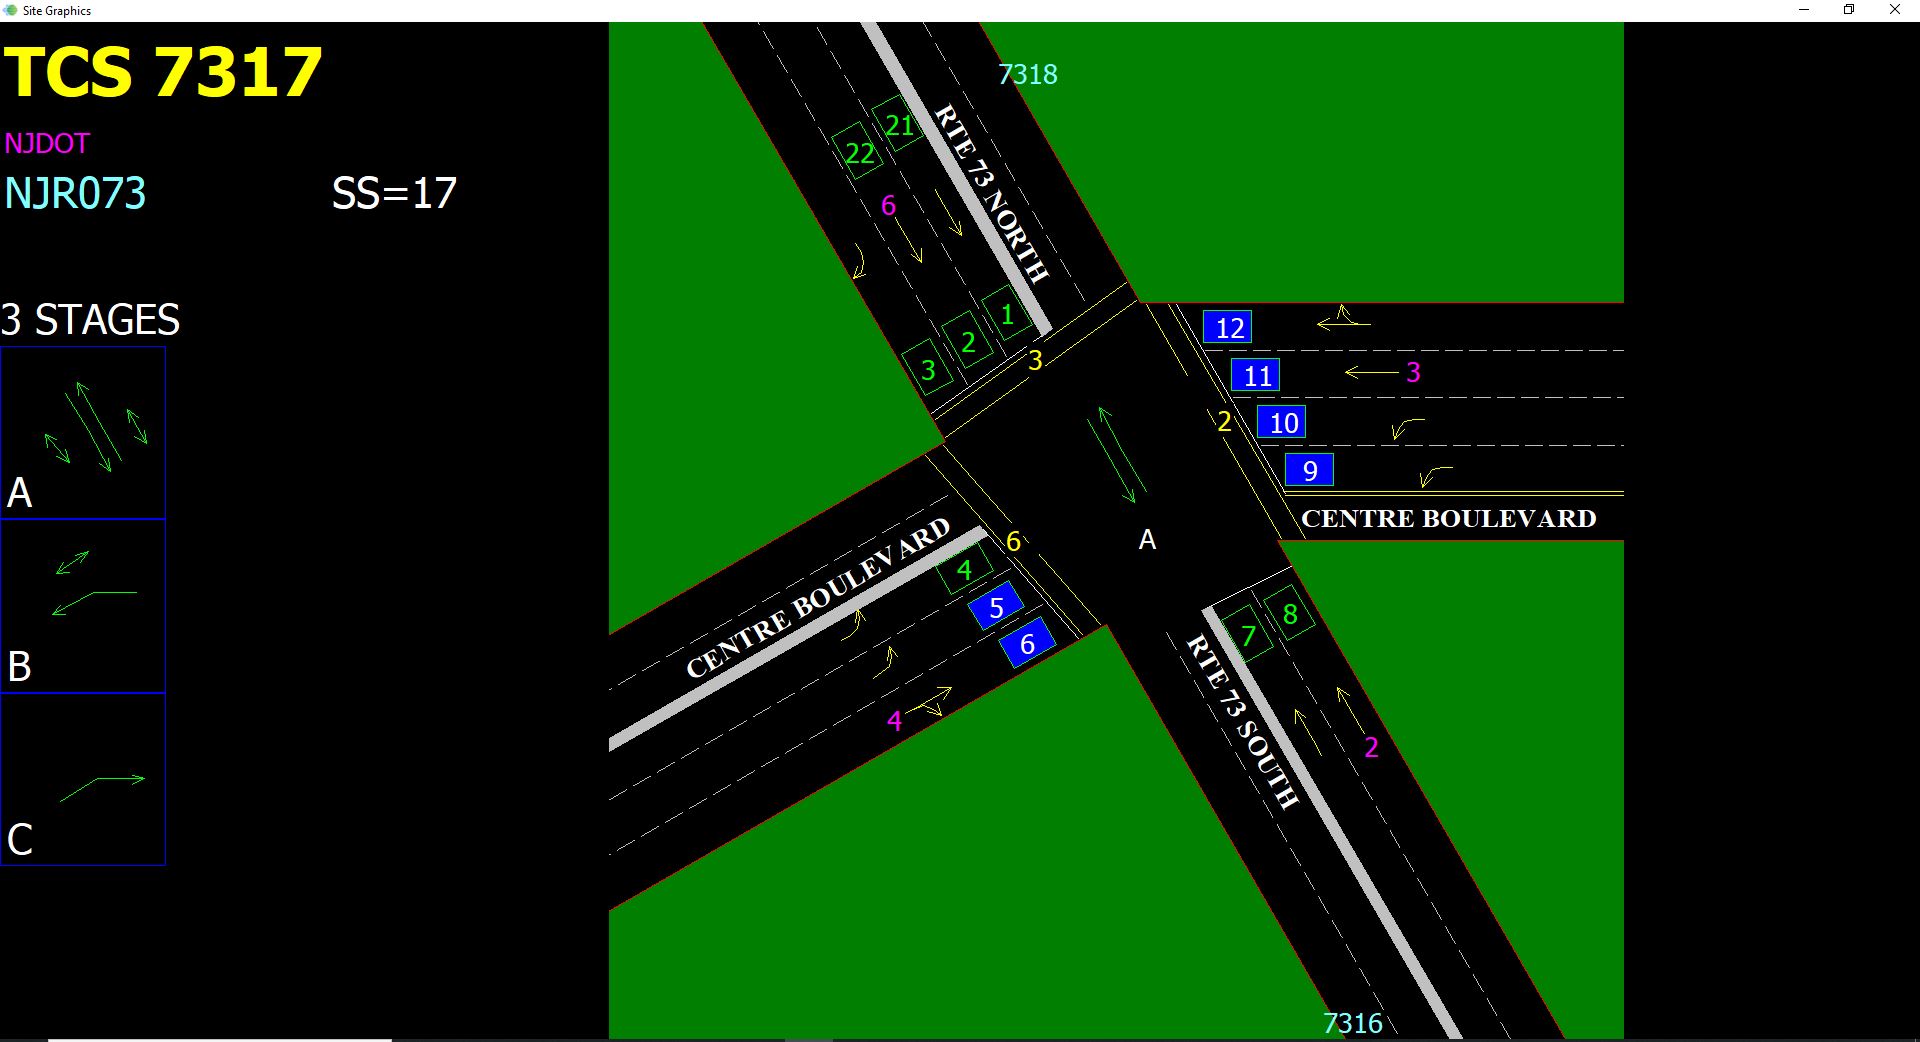 Site Graphics
TCS 7317
NJDOT
NJR073 SS=17
3 STAGES
A
B
C
7318
RTE 73 NORTH
21
22
6
1
2
3
3
12
11
3
10
9
2
CENTRE BOULEVARD
A
6
CENTRE BOULEVARD
4
5
6
4
7
8
RTE 73 SOUTH
2
7316